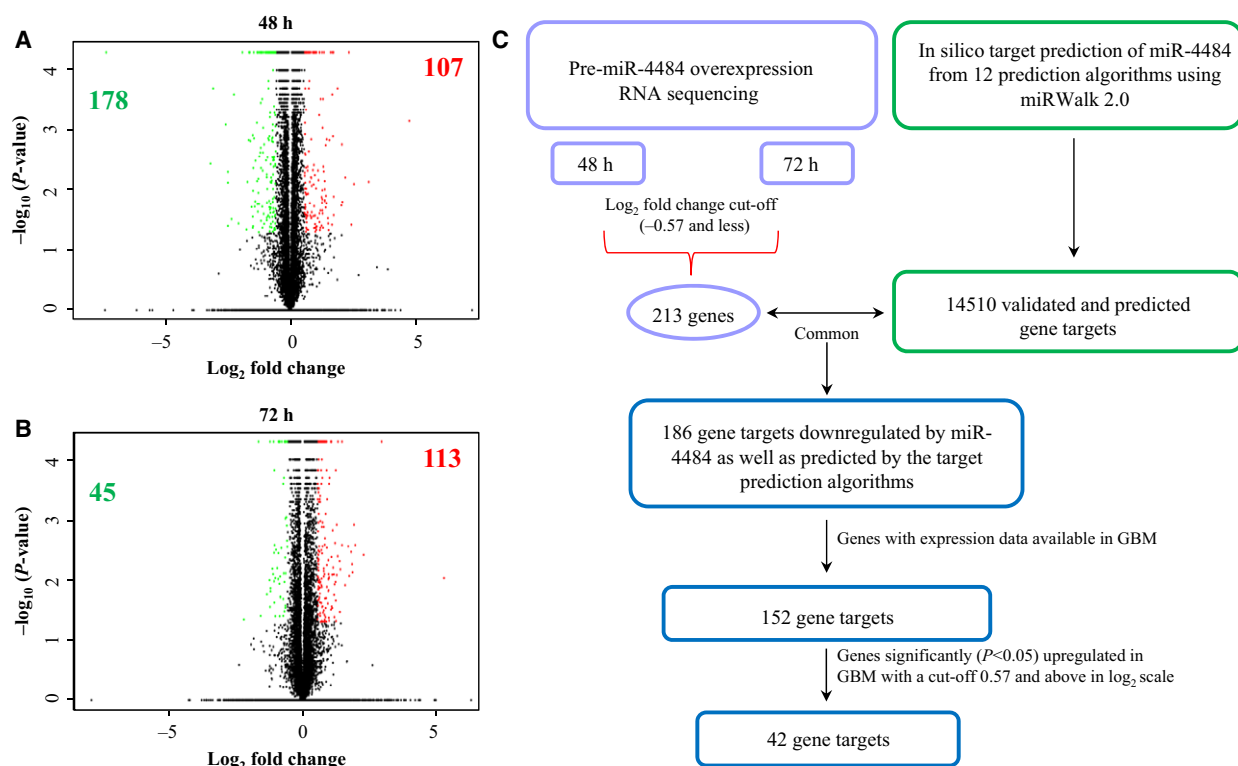 A
48 h
178
107
4
3
2
1
0
–log10 (P-value)
−5
0
5
Log2 fold change
B
72 h
45
113
4
3
2
1
0
–log10 (P-value)
−5
0
5
Log2 fold change
C
Pre-miR-4484 overexpression
RNA sequencing
48 h
72 h
Log2 fold change cut-off
(–0.57 and less)
213 genes
In silico target prediction of miR-4484
from 12 prediction algorithms using
miRWalk 2.0
14510 validated and predicted
gene targets
Common
186 gene targets downregulated by miR-
4484 as well as predicted by the target
prediction algorithms
Genes with expression data available in GBM
152 gene targets
Genes significantly (P<0.05) upregulated in
GBM with a cut-off 0.57 and above in log2 scale
42 gene targets